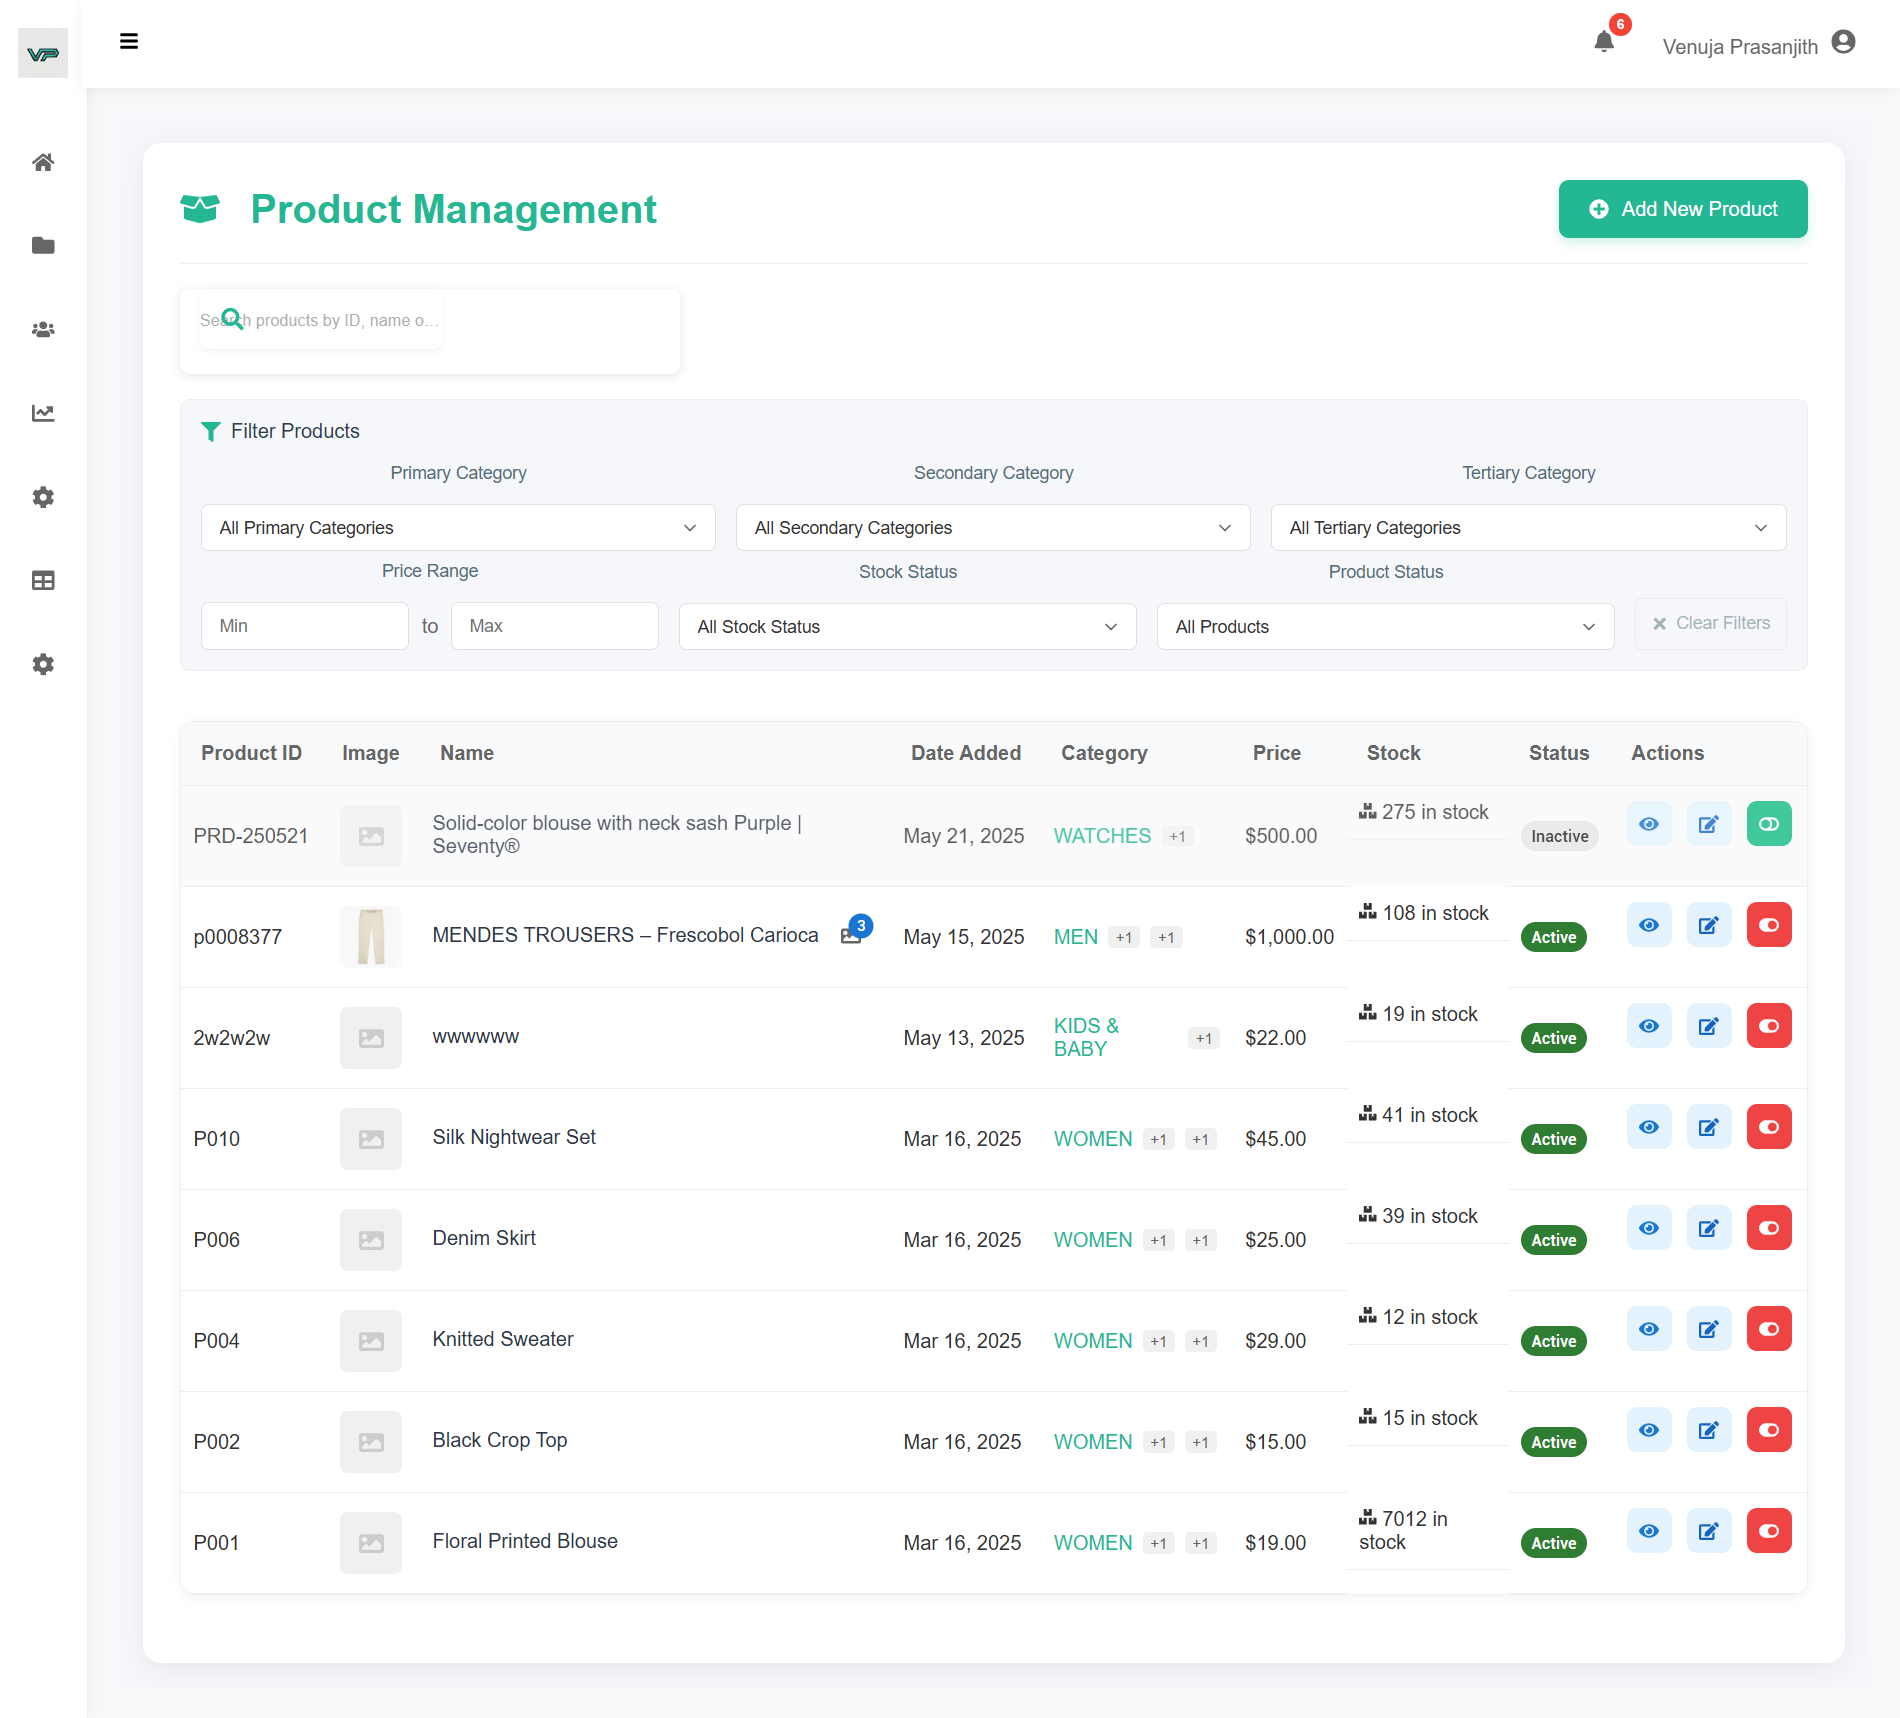 VP
6
Venuja Prasanjith
Product Management
Add New Product
Search products by ID, name o...
Filter Products
Primary Category
Secondary Category
Tertiary Category
All Primary Categories
All Secondary Categories
All Tertiary Categories
Price Range
Stock Status
Product Status
Min to Max
All Stock Status
All Products
Clear Filters
Product ID Image Name Date Added Category Price Stock Status Actions
PRD-250521 Solid-color blouse with neck sash Purple |
Seventy® May 21, 2025 WATCHES +1 $500.00 275 in stock Inactive
p0008377 MENDES TROUSERS – Frescobol Carioca 3 May 15, 2025 MEN +1 +1 $1,000.00 108 in stock Active
2w2w2w wwwwww May 13, 2025 KIDS &
BABY +1 $22.00 19 in stock Active
P010 Silk Nightwear Set Mar 16, 2025 WOMEN +1 +1 $45.00 41 in stock Active
P006 Denim Skirt Mar 16, 2025 WOMEN +1 +1 $25.00 39 in stock Active
P004 Knitted Sweater Mar 16, 2025 WOMEN +1 +1 $29.00 12 in stock Active
P002 Black Crop Top Mar 16, 2025 WOMEN +1 +1 $15.00 15 in stock Active
P001 Floral Printed Blouse Mar 16, 2025 WOMEN +1 +1 $19.00 7012 in
stock Active